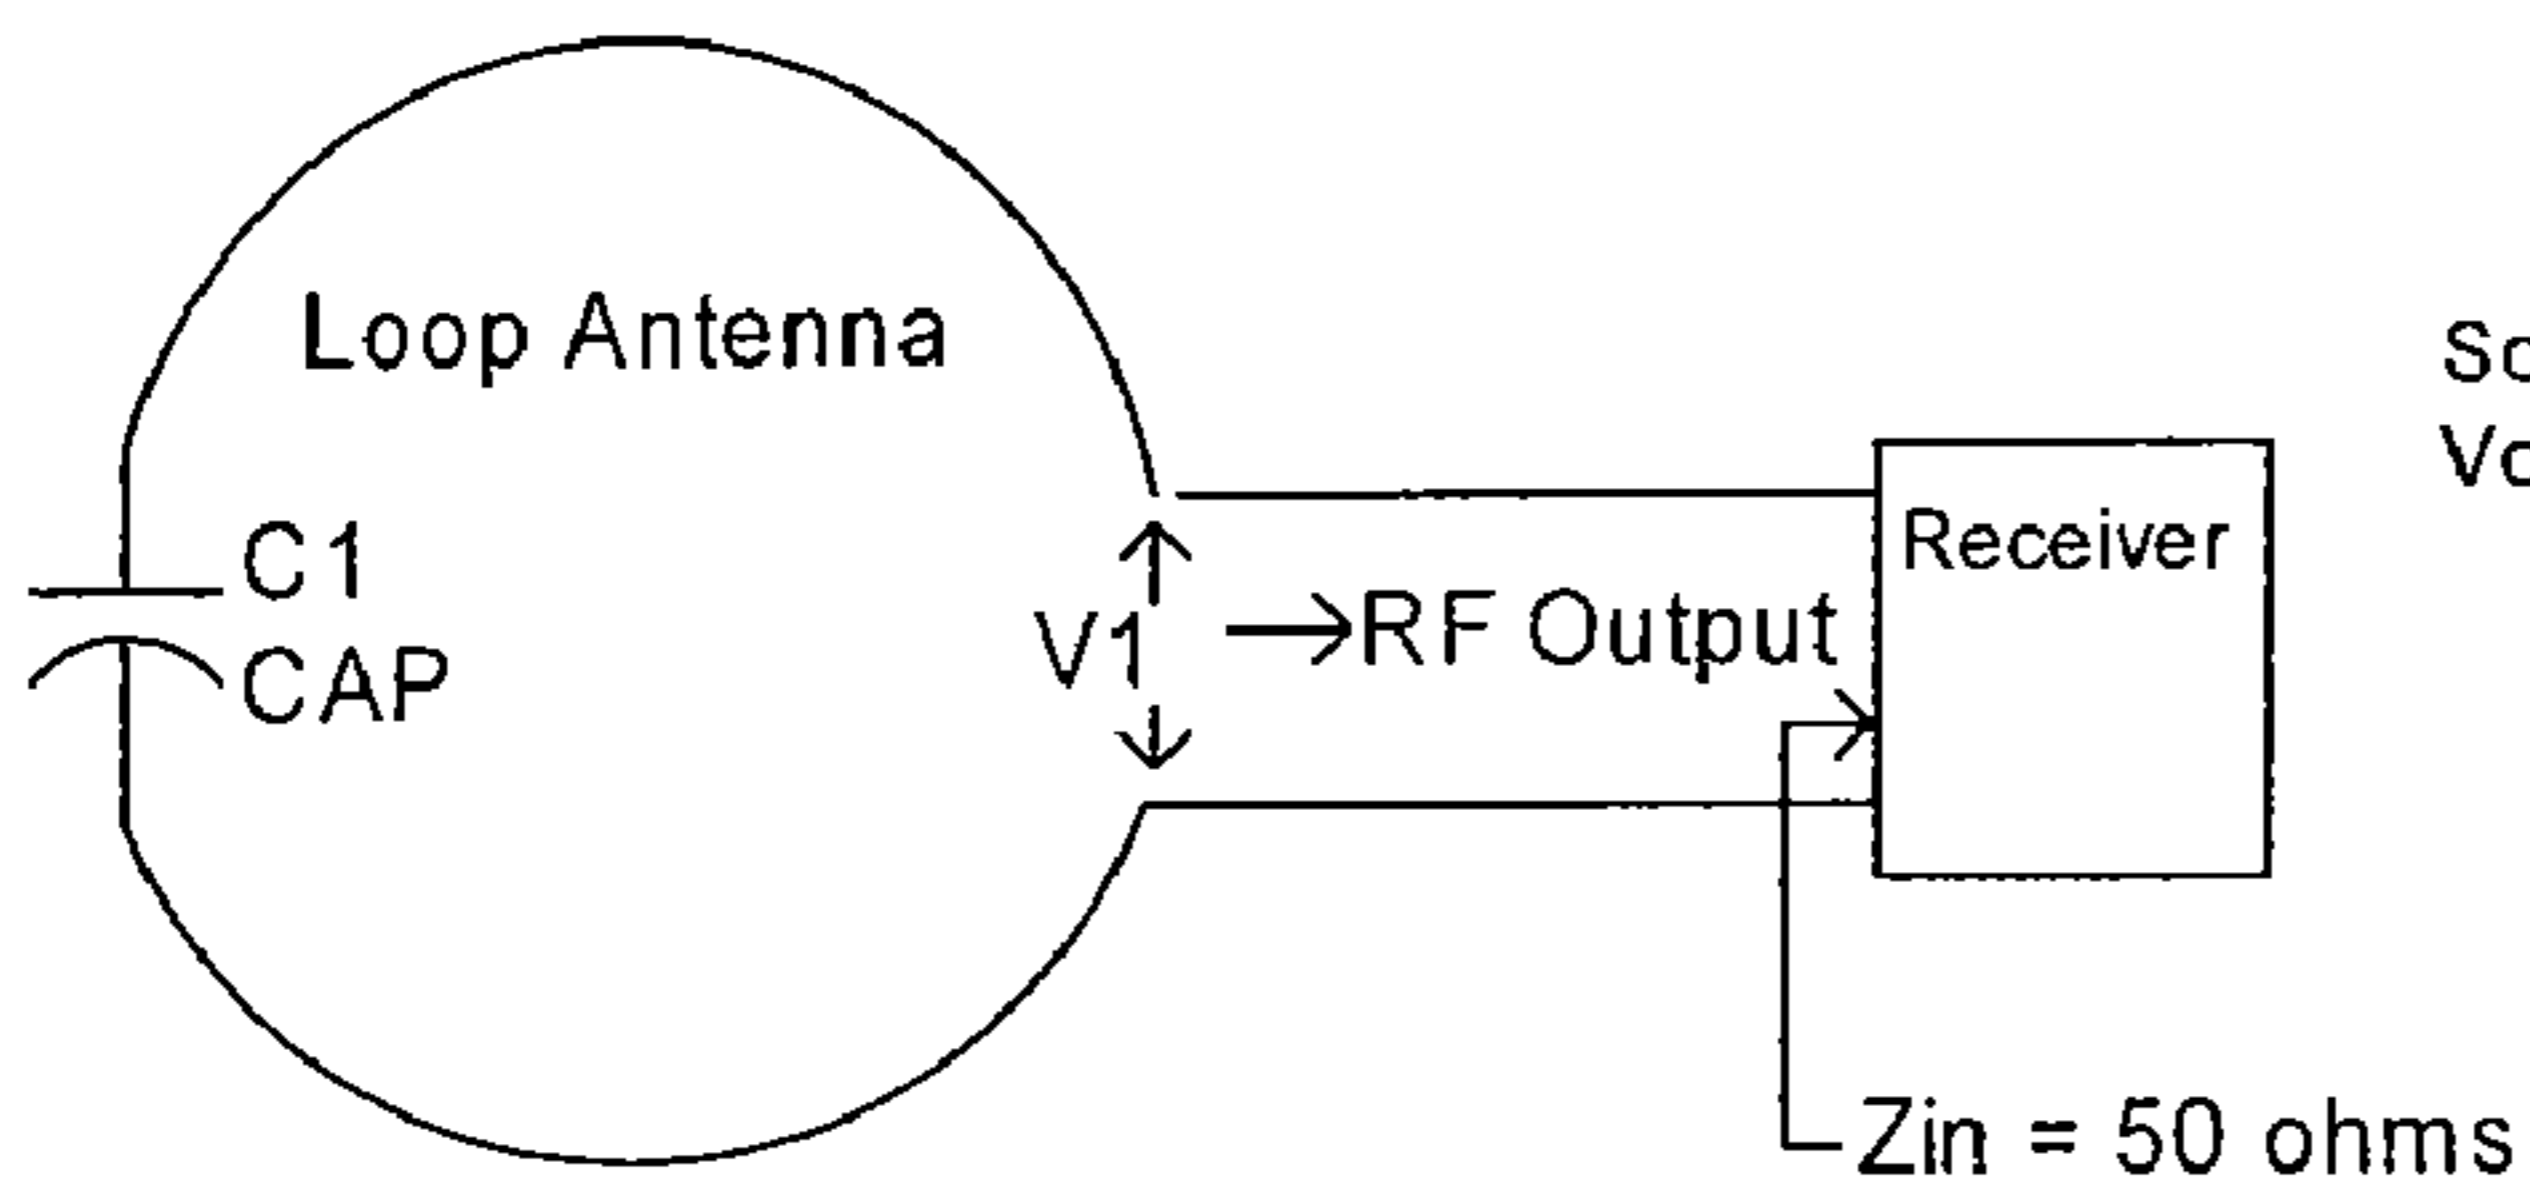 Loop Antenna
C1
CAP
V1
RF Output
Receiver
Zin = 50 ohms